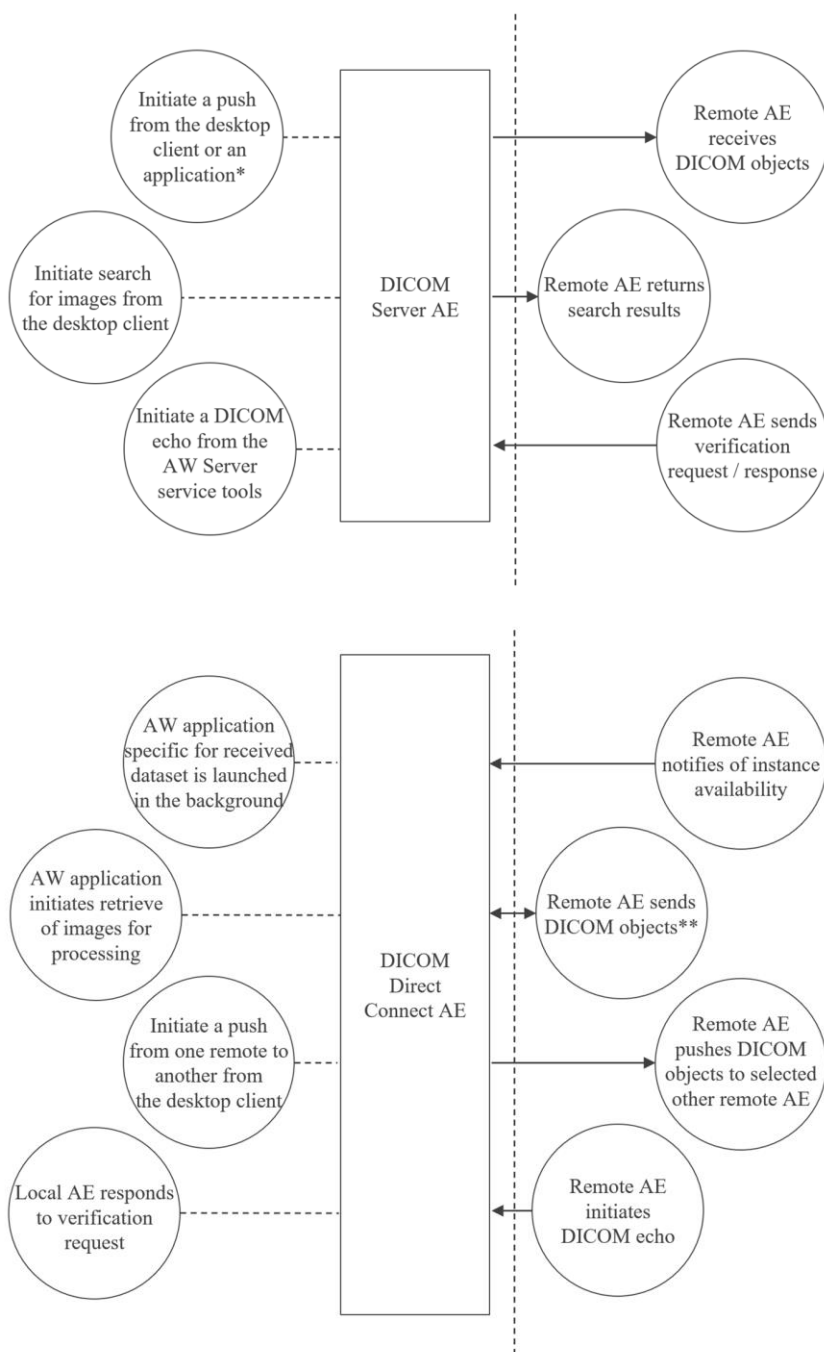 Initiate a push
from the desktop
client or an
application*
Remote AE
receives
DICOM objects
Initiate search
for images from
the desktop client
DICOM
Server AE
Remote AE returns
search results
Initiate a DICOM
echo from the
AW Server
service tools
Remote AE sends
verification
request / response
AW application
specific for received
dataset is launched
in the background
Remote AE
notifies of instance
availability
AW application
initiates retrieve
of images for
processing
DICOM
Direct
Connect AE
Remote AE sends
DICOM objects**
Initiate a push
from one remote to
another from
the desktop client
Remote AE
pushes DICOM
objects to selected
other remote AE
Local AE responds
to verification
request
Remote AE
initiates
DICOM echo